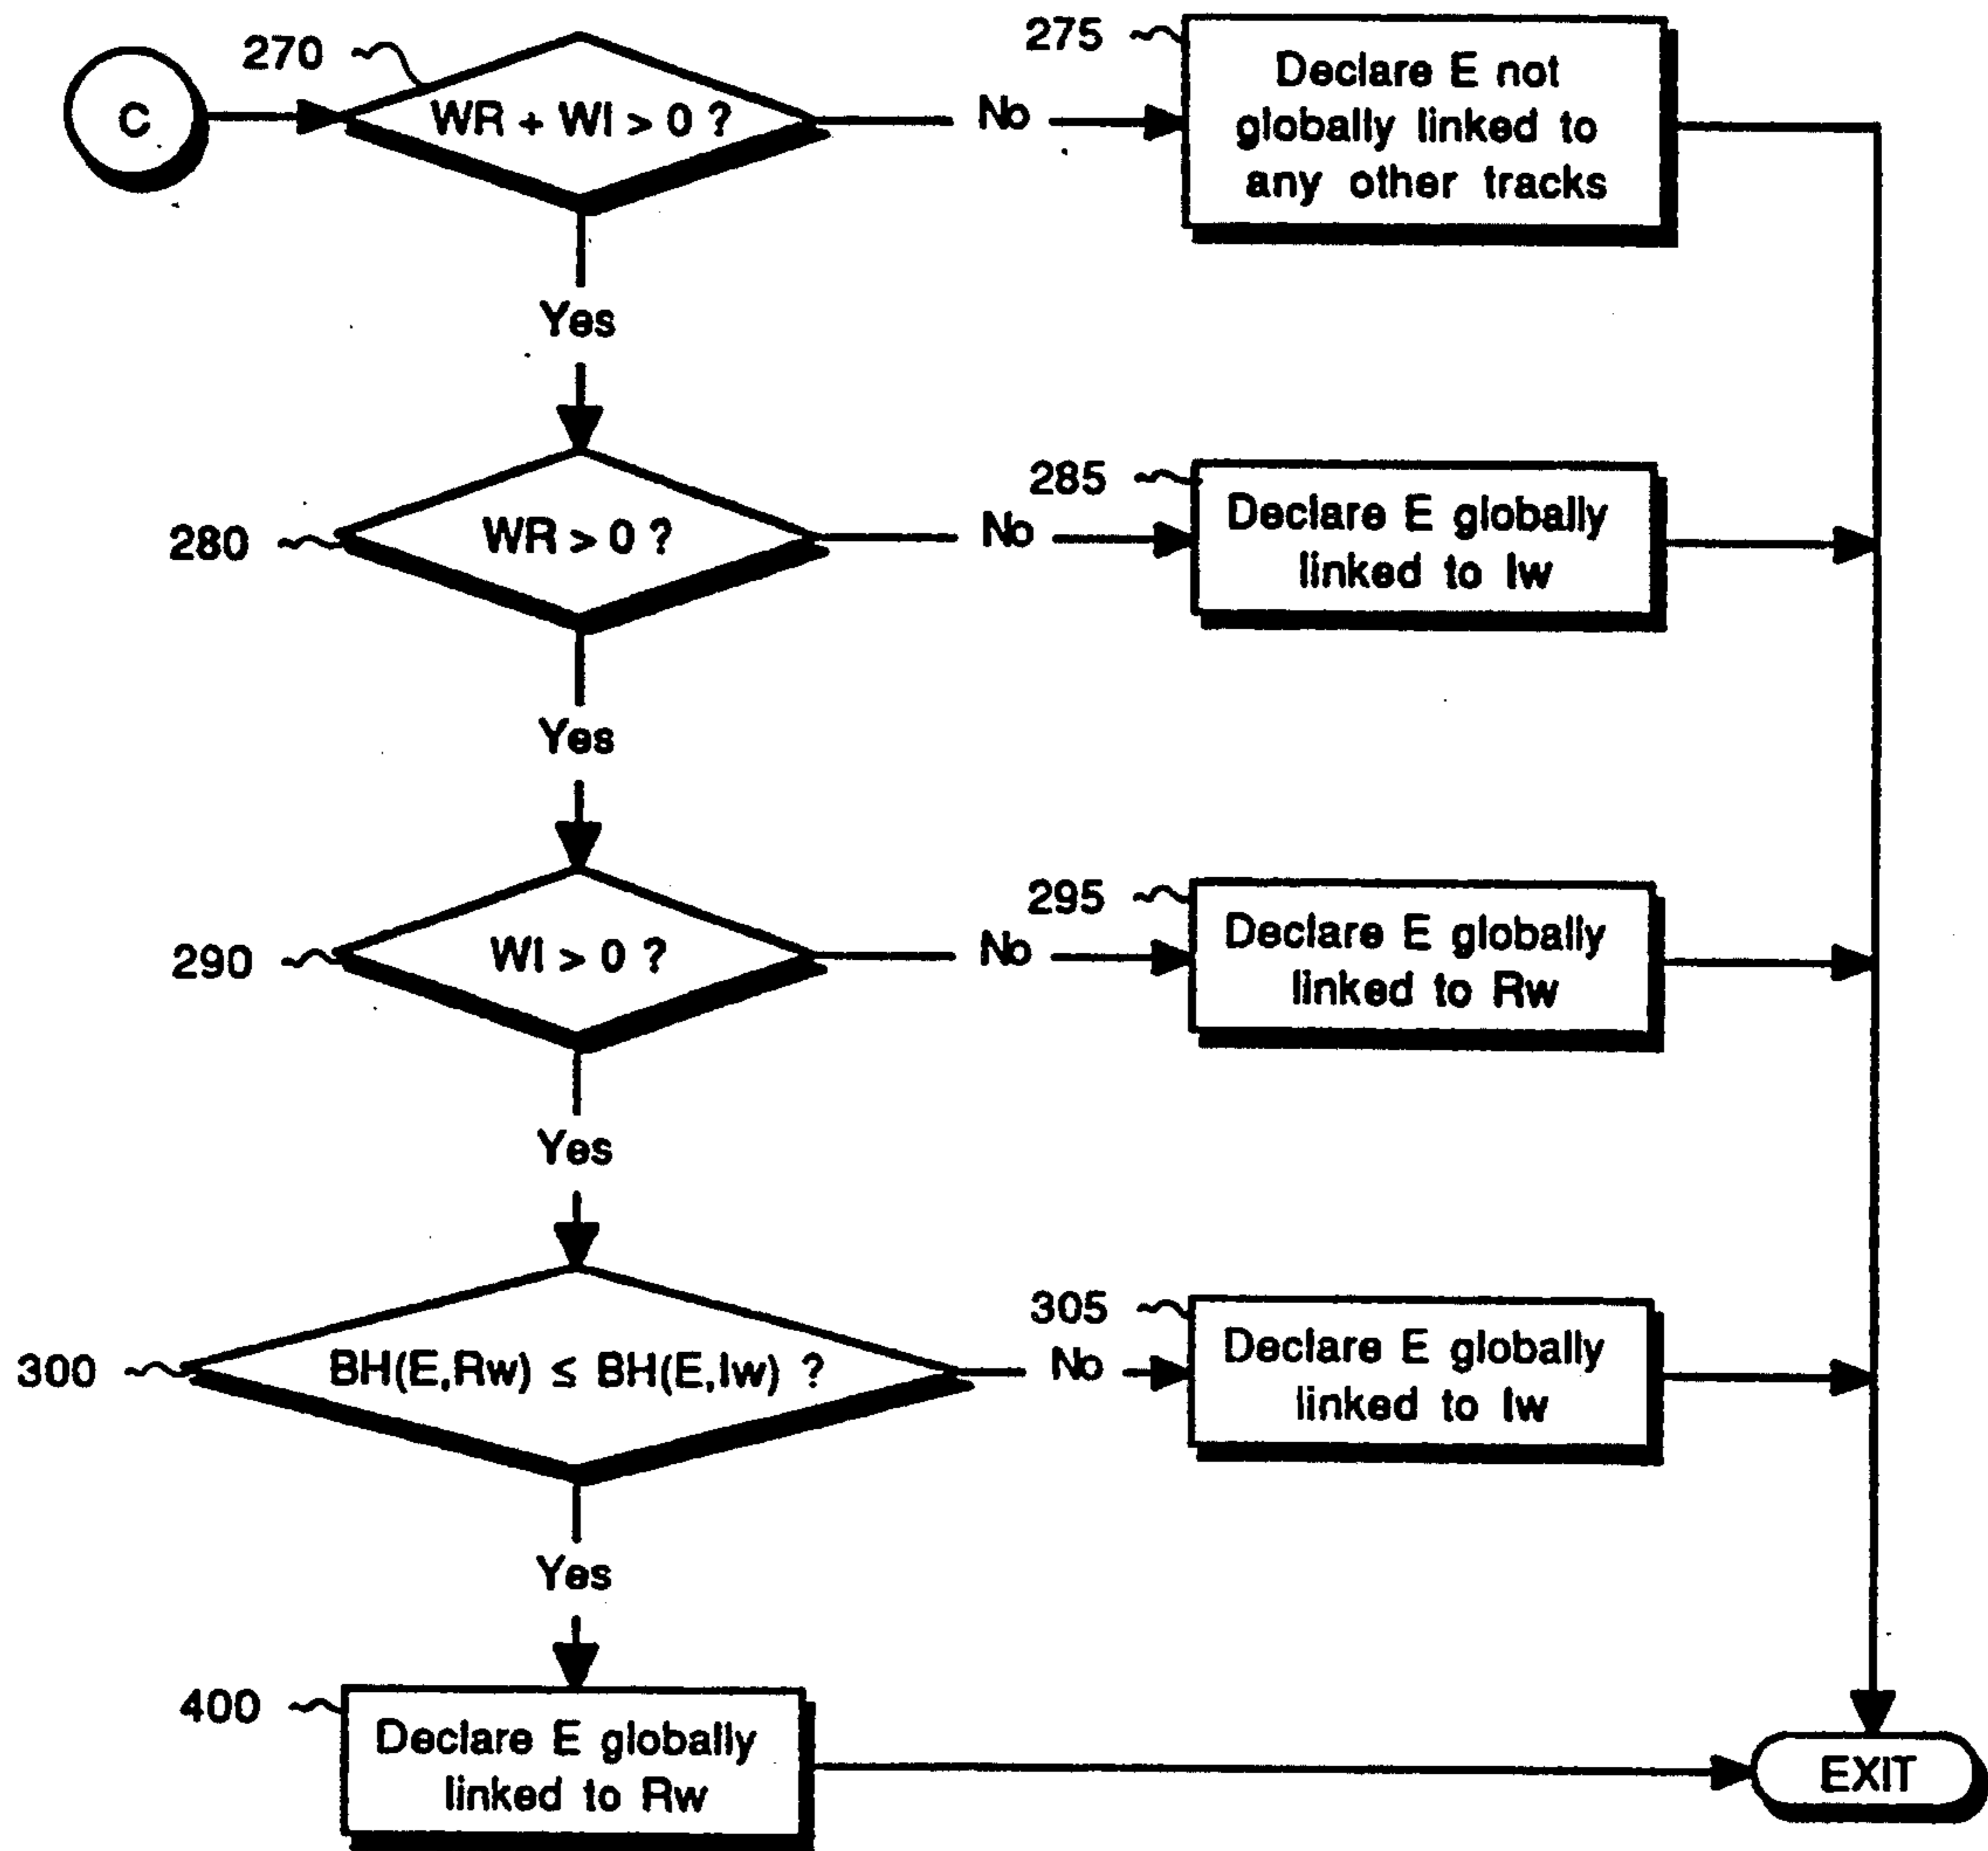 C
270
WR + WI > 0 ?
No
275
Declare E not
globally linked to
any other tracks
Yes
280
WR > 0 ?
No
285
Declare E globally
linked to Iw
Yes
290
WI > 0 ?
No
295
Declare E globally
linked to Rw
Yes
300
BH(E,Rw) ≤ BH(E,Iw) ?
No
305
Declare E globally
linked to Iw
Yes
400
Declare E globally
linked to Rw
EXIT